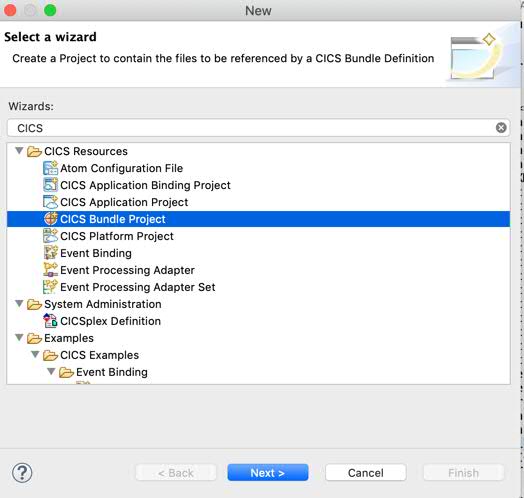 New
Select a wizard
Create a Project to contain the files to be referenced by a CICS Bundle Definition
Wizards:
CICS
CICS Resources
Atom Configuration File
CICS Application Binding Project
CICS Application Project
CICS Bundle Project
CICS Platform Project
Event Binding
Event Processing Adapter
Event Processing Adapter Set
System Administration
CICSplex Definition
Examples
CICS Examples
Event Binding
?
< Back
Next >
Cancel
Finish